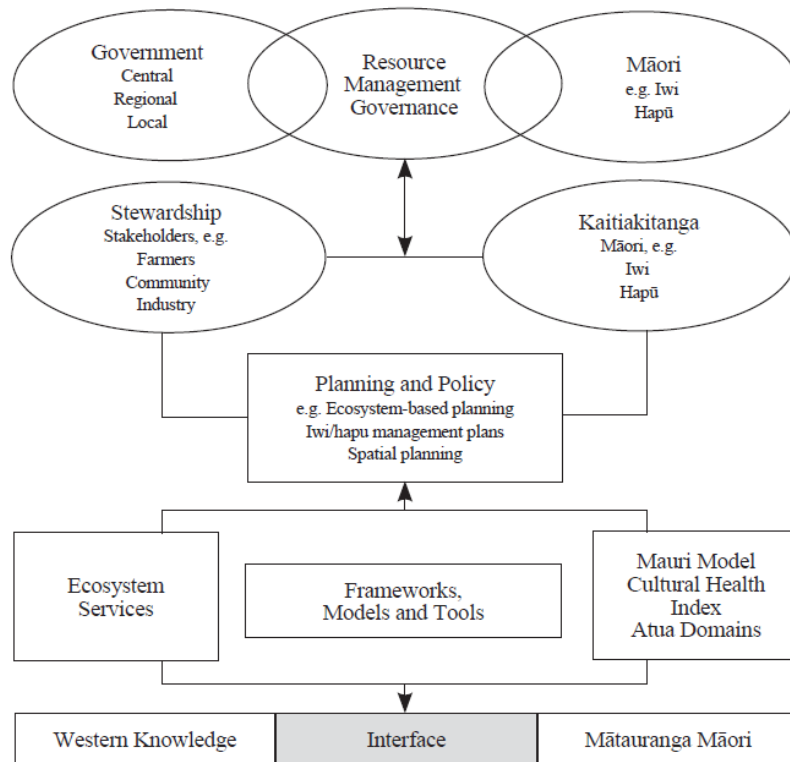 Government
Central
Regional
Local
Resource
Management
Governance
Māori
e.g. Iwi
Hapū
Stewardship
Stakeholders, e.g.
Farmers
Community
Industry
Kaitiakitanga
Māori, e.g.
Iwi
Hapū
Planning and Policy
e.g. Ecosystem-based planning
Iwi/hapu management plans
Spatial planning
Ecosystem
Services
Frameworks,
Models and Tools
Mauri Model
Cultural Health
Index
Atua Domains
Western Knowledge
Interface
Mātauranga Māori